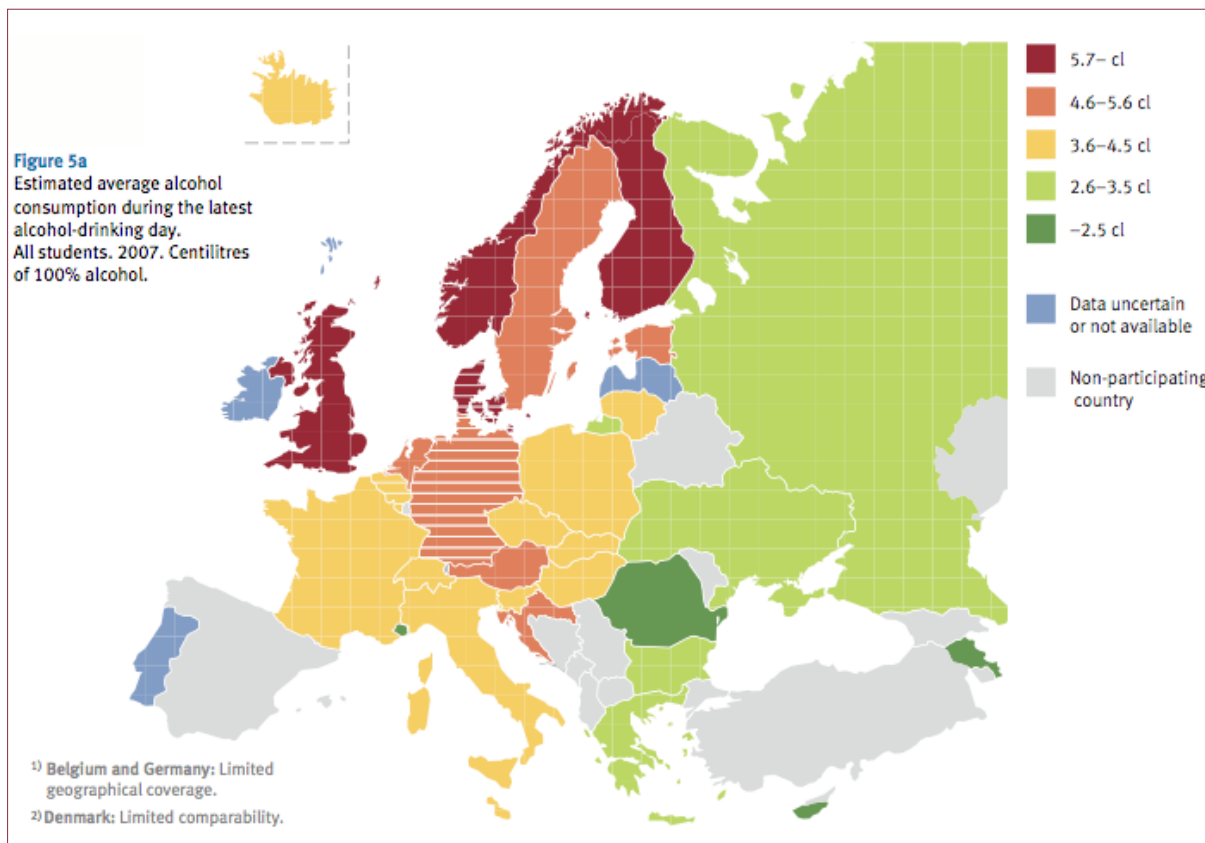 Figure 5a
Estimated average alcohol
consumption during the latest
alcohol-drinking day.
All students. 2007. Centilitres
of 100% alcohol.
5.7– cl
4.6–5.6 cl
3.6–4.5 cl
2.6–3.5 cl
–2.5 cl
Data uncertain
or not available
Non-participating
country
1) Belgium and Germany: Limited
geographical coverage.
2) Denmark: Limited comparability.